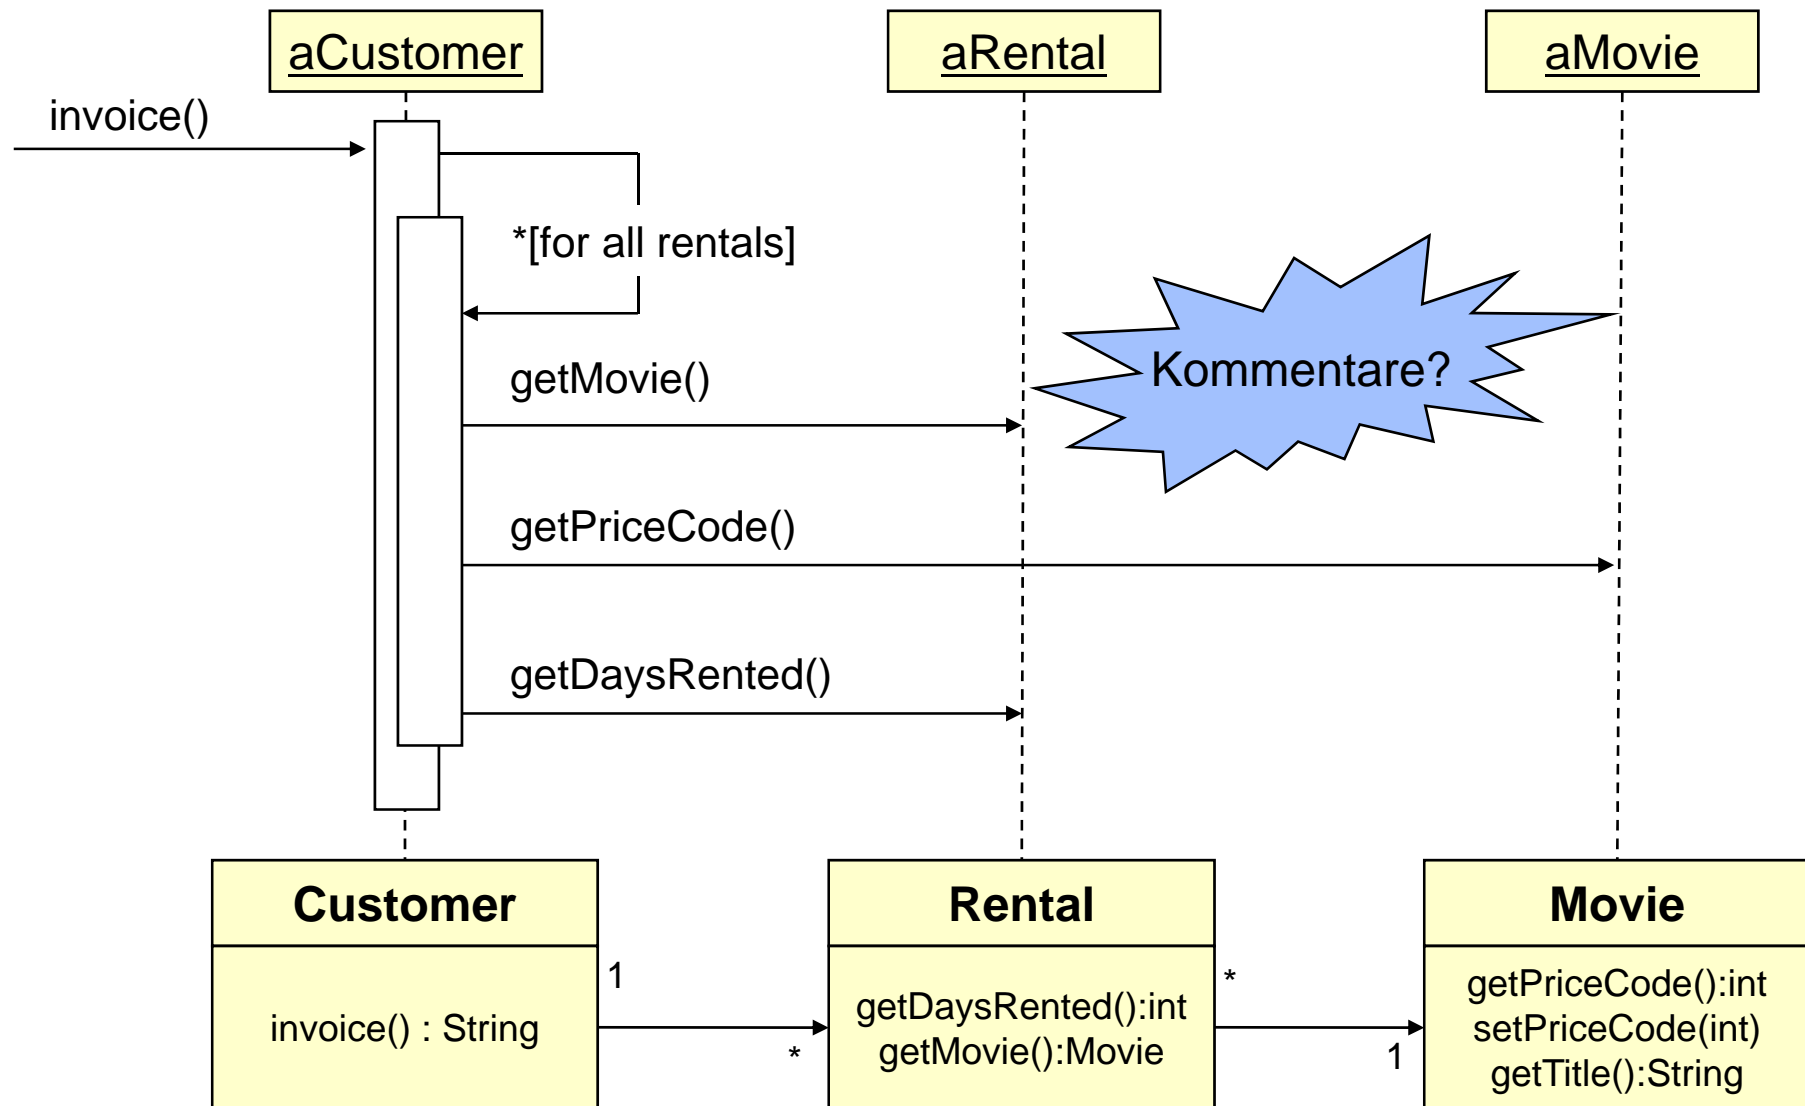 aCustomer
aRental
aMovie
invoice()
*[for all rentals]
Kommentare?
getMovie()
getPriceCode()
getDaysRented()
Customer
invoice() : String
1
*
Rental
getDaysRented():int
getMovie():Movie
*
1
Movie
getPriceCode():int
setPriceCode(int)
getTitle():String